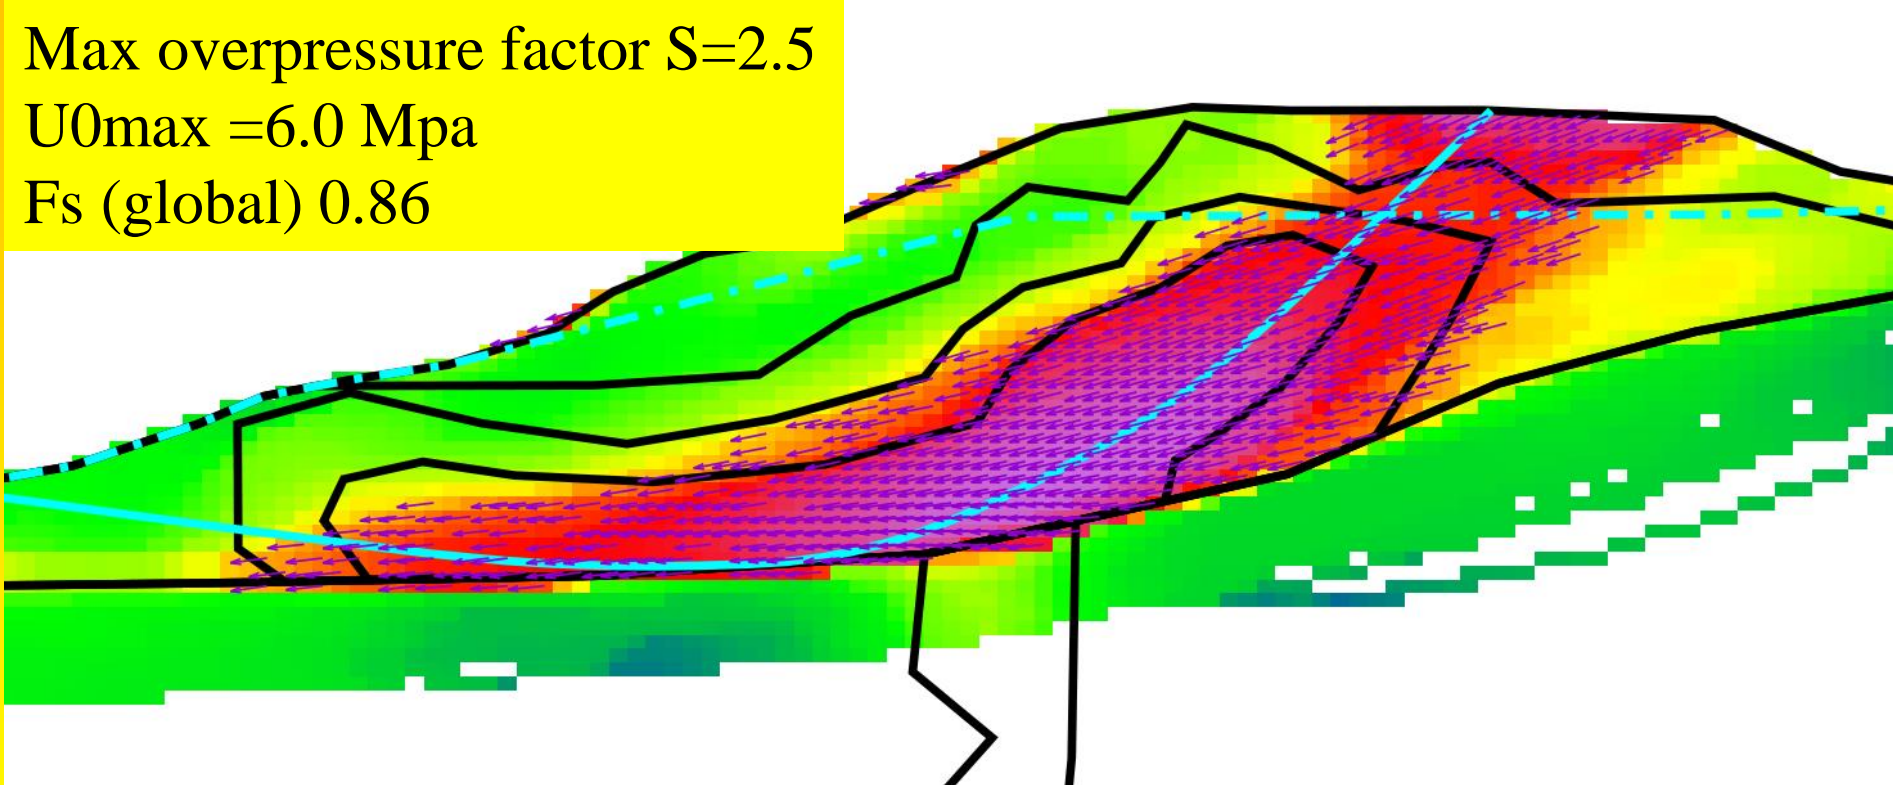 Max overpressure factor S=2.5
U0max =6.0 Mpa
Fs (global) 0.86